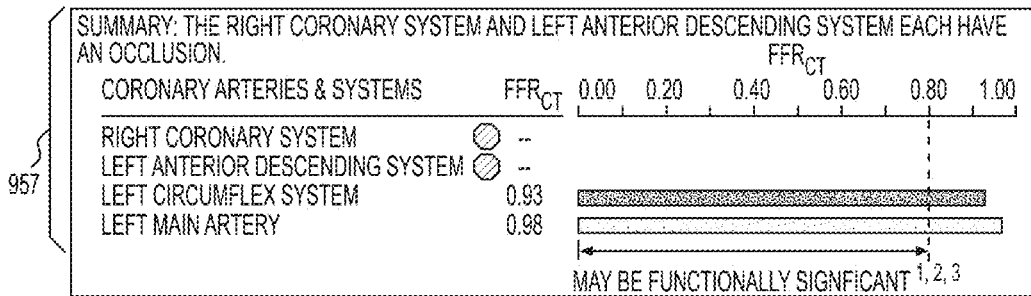 SUMMARY: THE RIGHT CORONARY SYSTEM AND LEFT ANTERIOR DESCENDING SYSTEM EACH HAVE
AN OCCLUSION.
FFRCT
CORONARY ARTERIES & SYSTEMS FFRCT 0.00 0.20 0.40 0.60 0.80 1.00
RIGHT CORONARY SYSTEM --
LEFT ANTERIOR DESCENDING SYSTEM --
957
LEFT CIRCUMFLEX SYSTEM 0.93
LEFT MAIN ARTERY 0.98
MAY BE FUNCTIONALLY SIGNFICANT 1, 2, 3